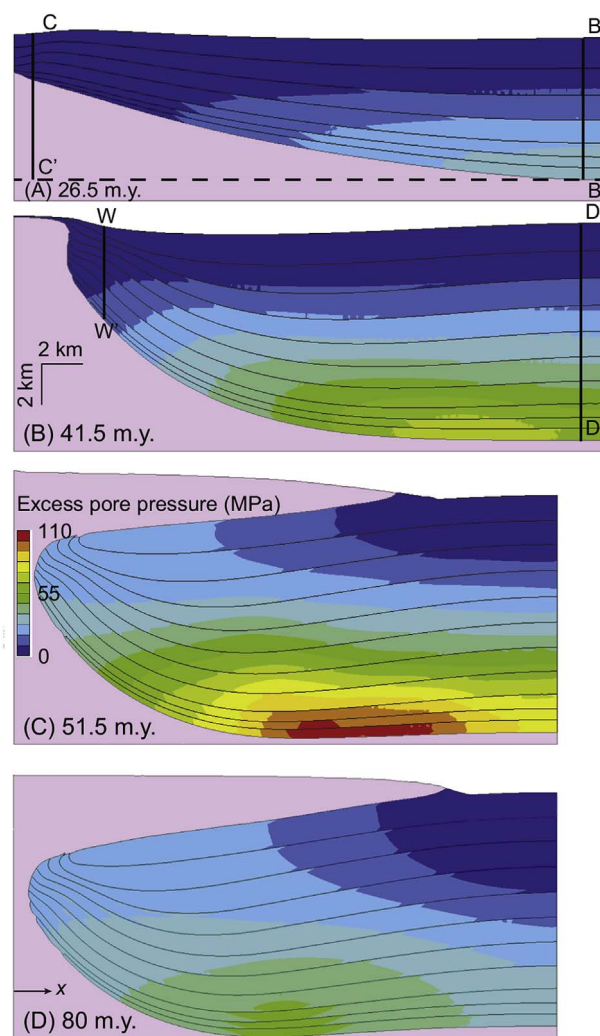 C
B
C'
B
(A) 26.5 m.y.
W
D
W'
2 km
2 km
D
(B) 41.5 m.y.
Excess pore pressure (MPa)
110
55
0
(C) 51.5 m.y.
x
(D) 80 m.y.